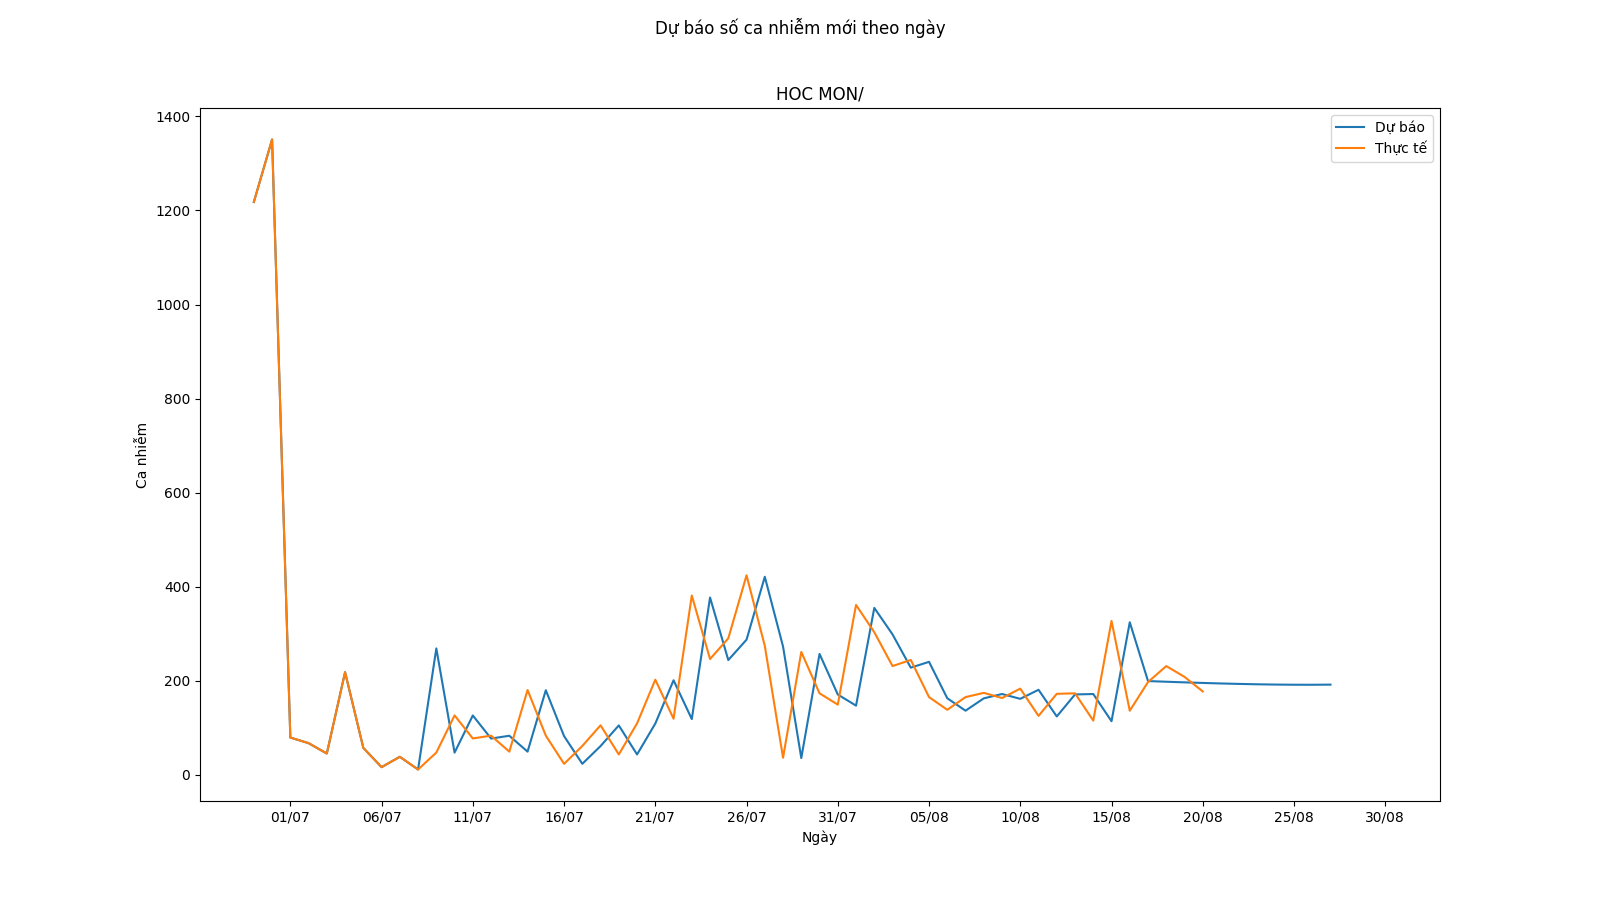 Dự báo số ca nhiễm mới theo ngày
HOC MON/
Dự báo
Thực tế
1400
1200
1000
800
600
400
200
0
Ca nhiễm
01/07 06/07 11/07 16/07 21/07 26/07 31/07 05/08 10/08 15/08 20/08 25/08 30/08
Ngày